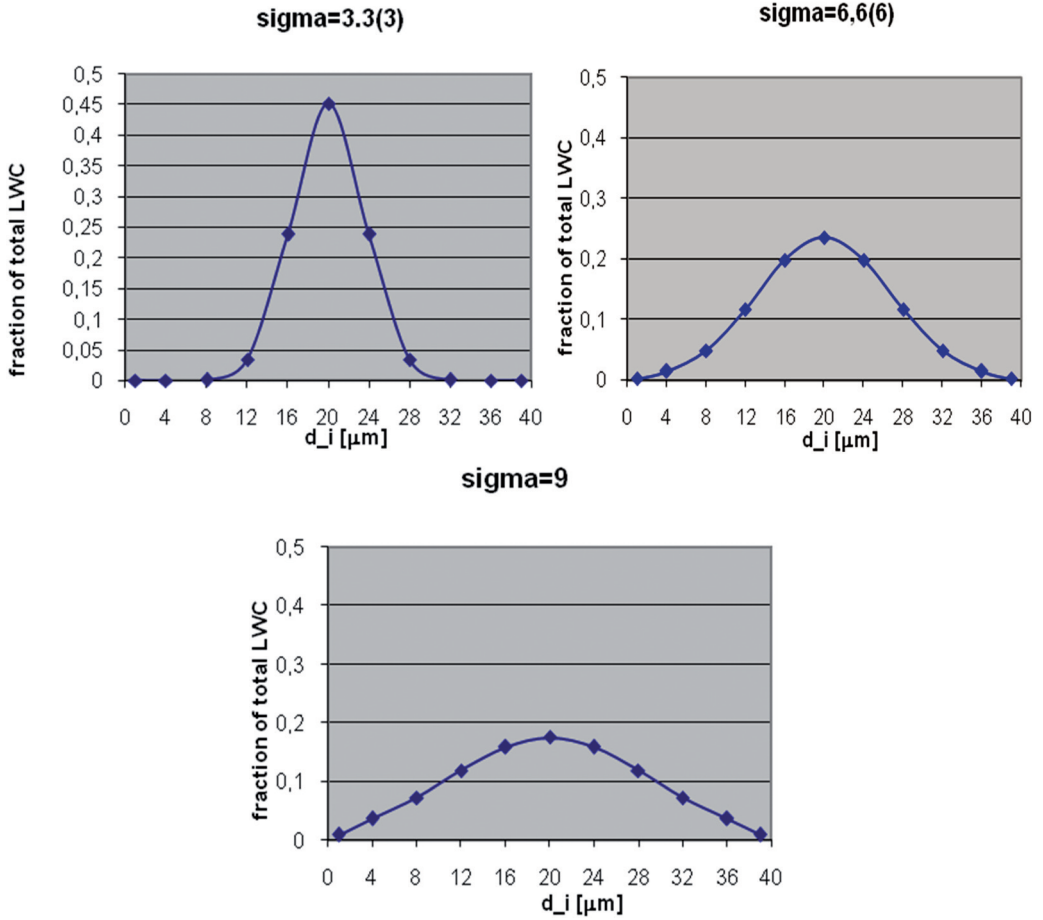 sigma=3.3(3)
fraction of total LWC
0,5
0,45
0,4
0,35
0,3
0,25
0,2
0,15
0,1
0,05
0
0 4 8 12 16 20 24 28 32 36 40
d_i [μm]
sigma=6,6(6)
fraction of total LWC
0,5
0,4
0,3
0,2
0,1
0
0 4 8 12 16 20 24 28 32 36 40
d_i [μm]
sigma=9
fraction of total LWC
0,5
0,4
0,3
0,2
0,1
0
0 4 8 12 16 20 24 28 32 36 40
d_i [μm]